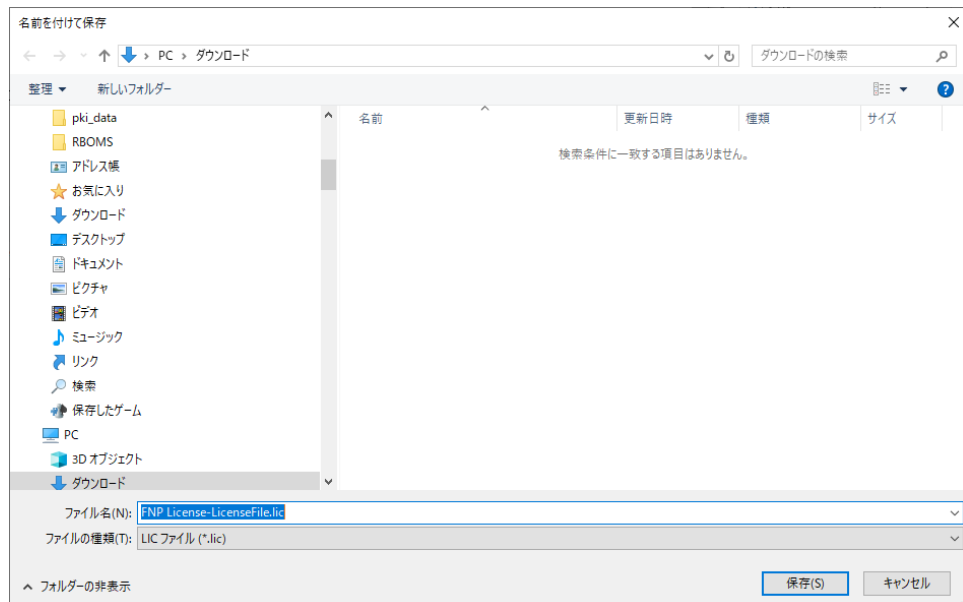 名前を付けて保存
PC › ダウンロード
ダウンロードの検索
整理 新しいフォルダー
pki_data
RBOMS
アドレス帳
お気に入り
ダウンロード
デスクトップ
ドキュメント
ピクチャ
ビデオ
ミュージック
リンク
検索
保存したゲーム
PC
3D オブジェクト
ダウンロード
名前 更新日時 種類 サイズ
検索条件に一致する項目はありません。
ファイル名(N): FNP License-LicenseFile.lic
ファイルの種類(T): LIC ファイル (*.lic)
フォルダーの非表示
保存(S) キャンセル